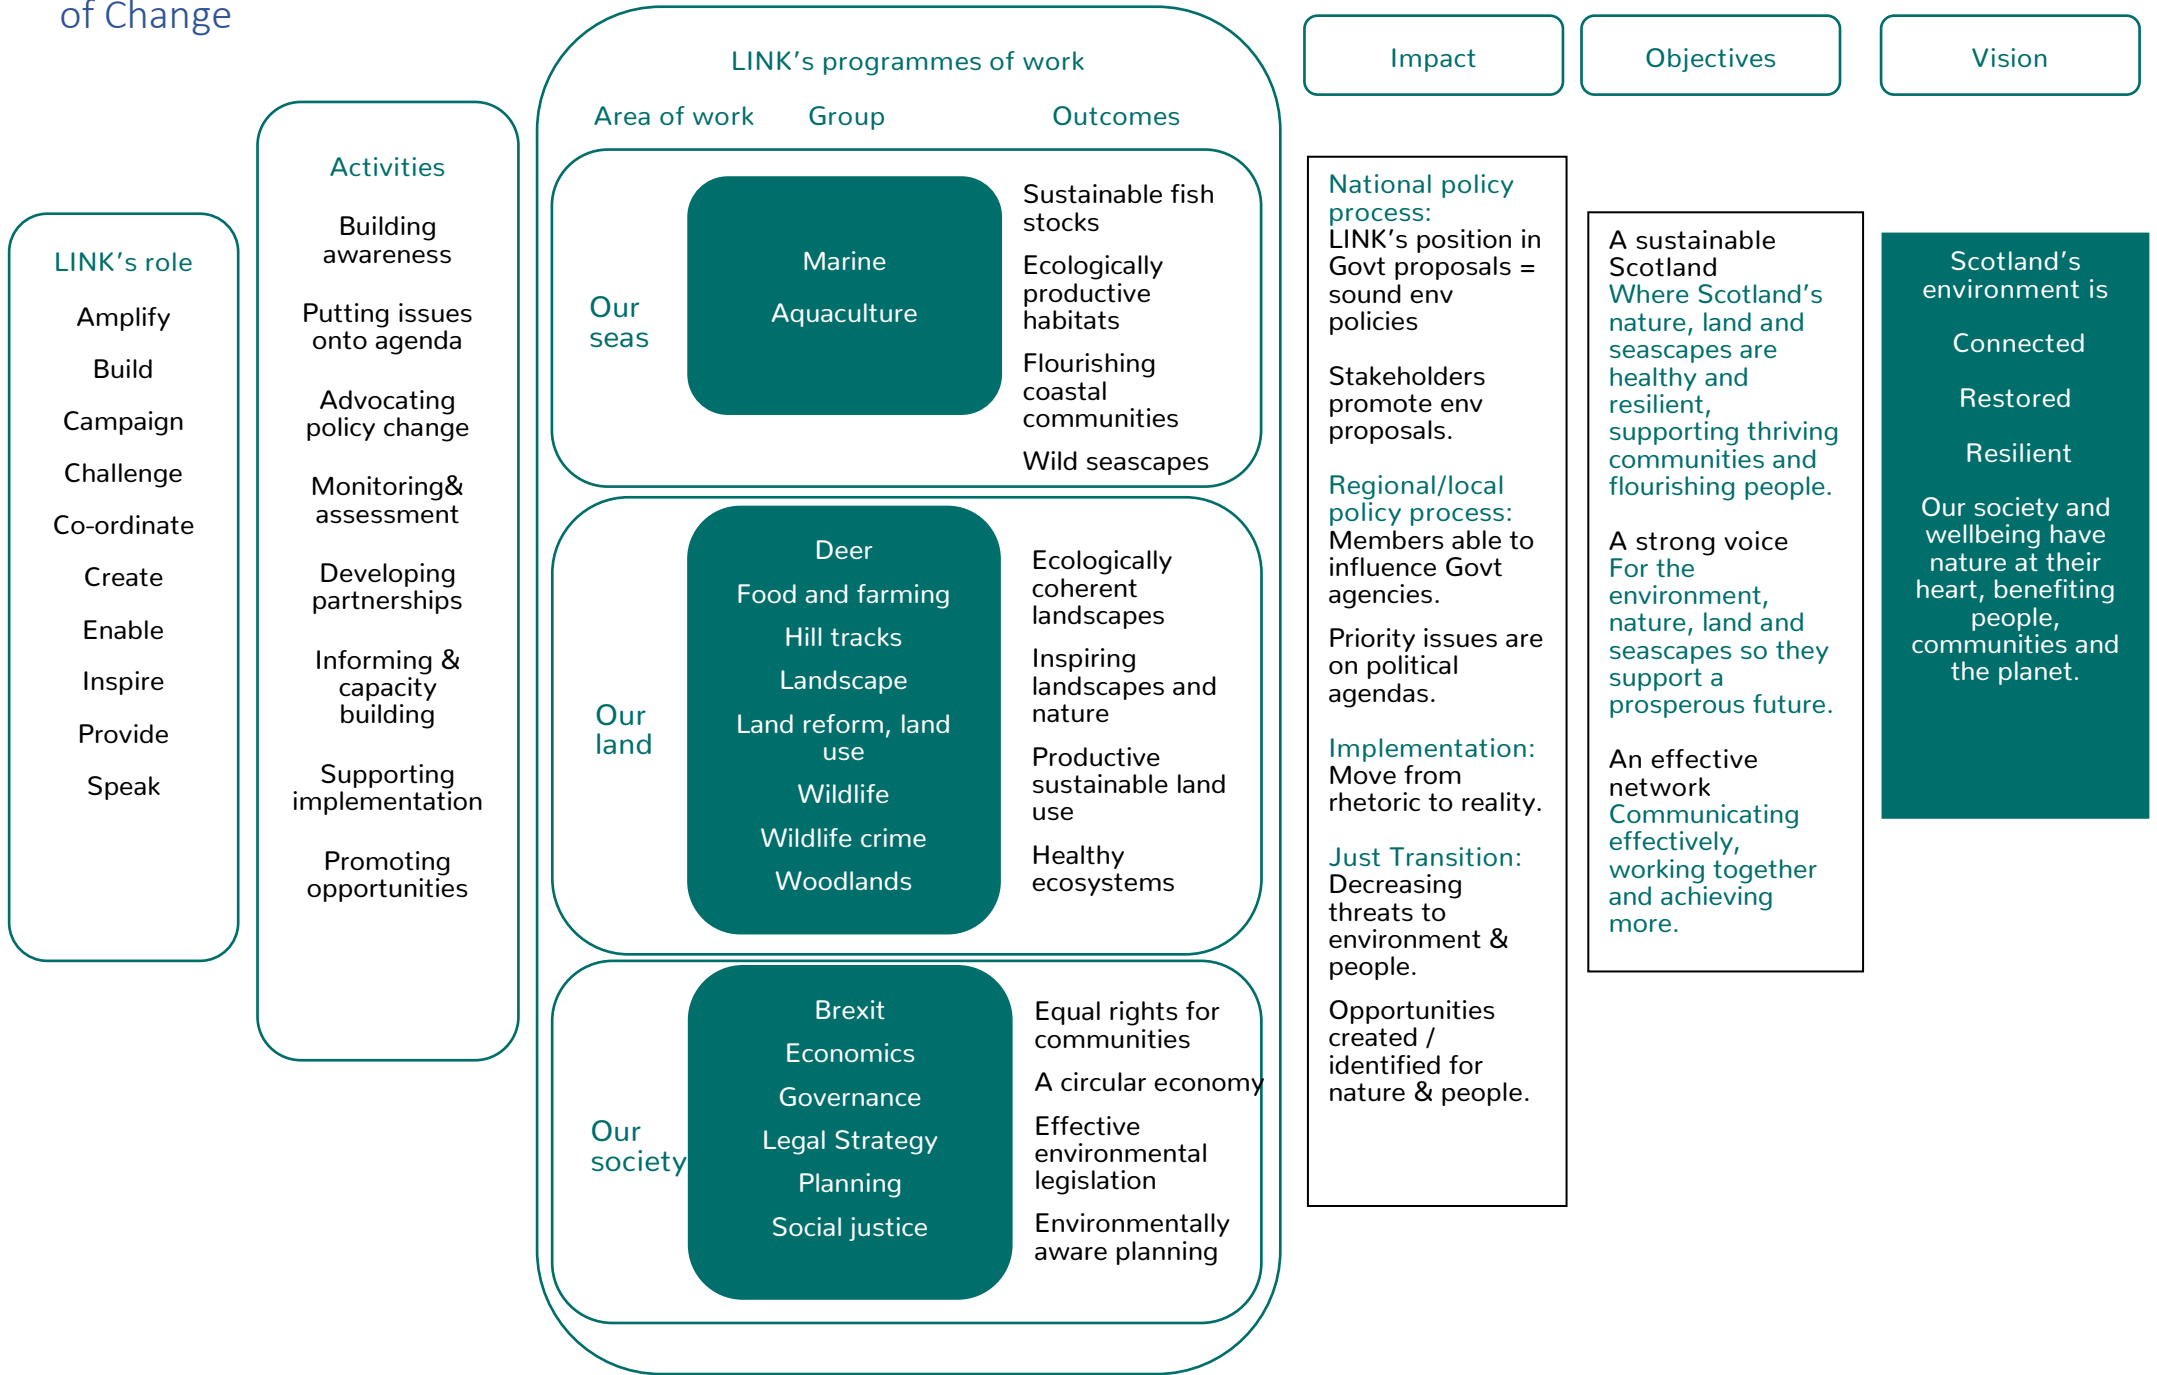 of Change
LINK's role
Amplify
Build
Campaign
Challenge
Co-ordinate
Create
Enable
Inspire
Provide
Speak
Activities
Building
awareness
Putting issues
onto agenda
Advocating
policy change
Monitoring&
assessment
Developing
partnerships
Informing &
capacity
building
Supporting
implementation
Promoting
opportunities
LINK's programmes of work
Area of work
Group
Outcomes
Our
seas
Marine
Aquaculture
Sustainable fish
stocks
Ecologically
productive
habitats
Flourishing
coastal
communities
Wild seascapes
Our
land
Deer
Food and farming
Hill tracks
Landscape
Land reform, land
use
Wildlife
Wildlife crime
Woodlands
Ecologically
coherent
landscapes
Inspiring
landscapes and
nature
Productive
sustainable land
use
Healthy
ecosystems
Our
society
Brexit
Economics
Governance
Legal Strategy
Planning
Social justice
Equal rights for
communities
A circular economy
Effective
environmental
legislation
Environmentally
aware planning
Impact
National policy
process:
LINK's position in
Govt proposals =
sound env
policies
Stakeholders
promote env
proposals.
Regional/local
policy process:
Members able to
influence Govt
agencies.
Priority issues are
on political
agendas.
Implementation:
Move from
rhetoric to reality.
Just Transition:
Decreasing
threats to
environment &
people.
Opportunities
created /
identified for
nature & people.
Objectives
A sustainable
Scotland
Where Scotland's
nature, land and
seascapes are
healthy and
resilient,
supporting thriving
communities and
flourishing people.
A strong voice
For the
environment,
nature, land and
seascapes so they
support a
prosperous future.
An effective
network
Communicating
effectively,
working together
and achieving
more.
Vision
Scotland's
environment is
Connected
Restored
Resilient
Our society and
wellbeing have
nature at their
heart, benefiting
people,
communities and
the planet.